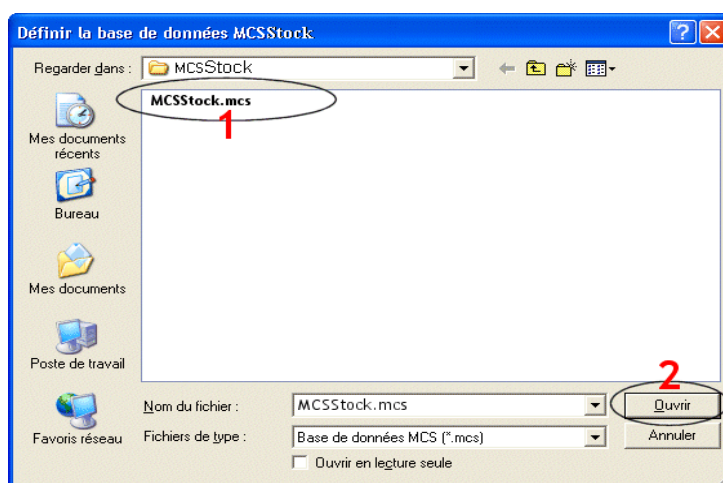 Définir la base de données MCSStock
Regarder dans :
MCSStock
MCSStock.mcs
1
Mes documents
récents
Bureau
Mes documents
Poste de travail
Favoris réseau
2
Nom du fichier :
MCSStock.mcs
Ouvrir
Fichiers de type :
Base de données MCS (*.mcs)
Annuler
Ouvrir en lecture seule